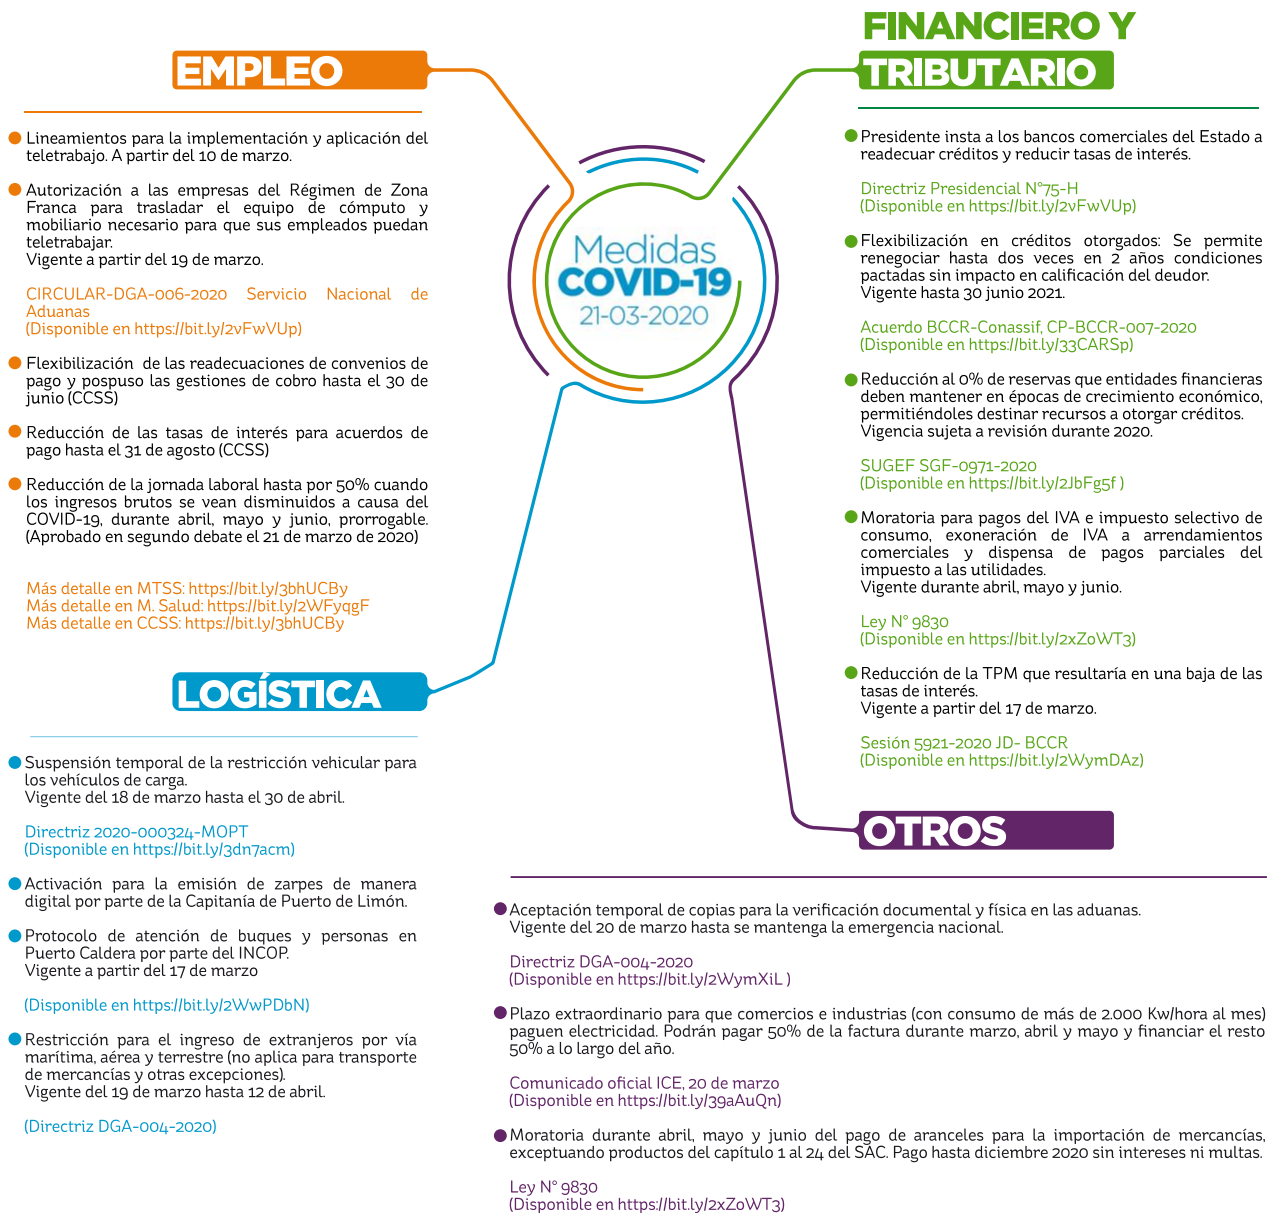 EMPLEO
Lineamientos para la implementación y aplicación del
teletrabajo. A partir del 10 de marzo.
Autorización a las empresas del Régimen de Zona
Franca para trasladar el equipo de cómputo y
mobiliario necesario para que sus empleados puedan
teletrabajar.
Vigente a partir del 19 de marzo.
CIRCULAR-DGA-006-2020 Servicio Nacional de
Aduanas
(Disponible en https://bit.ly/2vFwVUp)
Flexibilización de las readecuaciones de convenios de
pago y pospuso las gestiones de cobro hasta el 30 de
junio (CCSS)
Reducción de las tasas de interés para acuerdos de
pago hasta el 31 de agosto (CCSS)
Reducción de la jornada laboral hasta por 50% cuando
los ingresos brutos se vean disminuidos a causa del
COVID-19, durante abril, mayo y junio, prorrogable.
(Aprobado en segundo debate el 21 de marzo de 2020)
Más detalle en MTSS: https://bit.ly/3bhUCBy
Más detalle en M. Salud: https://bit.ly/2WFyqgF
Más detalle en CCSS: https://bit.ly/3bhUCBy
Medidas
COVID-19
21-03-2020
FINANCIERO Y
TRIBUTARIO
Presidente insta a los bancos comerciales del Estado a
readecuar créditos y reducir tasas de interés.
Directriz Presidencial N°75-H
(Disponible en https://bit.ly/2vFwVUp)
Flexibilización en créditos otorgados: Se permite
renegociar hasta dos veces en 2 años condiciones
pactadas sin impacto en calificación del deudor.
Vigente hasta 30 junio 2021.
Acuerdo BCCR-Conassif, CP-BCCR-007-2020
(Disponible en https://bit.ly/33CARSp)
Reducción al 0% de reservas que entidades financieras
deben mantener en épocas de crecimiento económico,
permitiéndoles destinar recursos a otorgar créditos.
Vigencia sujeta a revisión durante 2020.
SUGEF SGF-0971-2020
(Disponible en https://bit.ly/2JbFg5f )
Moratoria para pagos del IVA e impuesto selectivo de
consumo, exoneración de IVA a arrendamientos
comerciales y dispensa de pagos parciales del
impuesto a las utilidades.
Vigente durante abril, mayo y junio.
Ley N° 9830
(Disponible en https://bit.ly/2xZoWT3)
Reducción de la TPM que resultaría en una baja de las
tasas de interés.
Vigente a partir del 17 de marzo.
Sesión 5921-2020 JD- BCCR
(Disponible en https://bit.ly/2WymDAz)
LOGÍSTICA
Suspensión temporal de la restricción vehicular para
los vehículos de carga.
Vigente del 18 de marzo hasta el 30 de abril.
Directriz 2020-000324-MOPT
(Disponible en https://bit.ly/3dn7acm)
Activación para la emisión de zarpes de manera
digital por parte de la Capitanía de Puerto de Limón.
Protocolo de atención de buques y personas en
Puerto Caldera por parte del INCOP.
Vigente a partir del 17 de marzo
(Disponible en https://bit.ly/2WwPDbN)
Restricción para el ingreso de extranjeros por vía
marítima, aérea y terrestre (no aplica para transporte
de mercancías y otras excepciones).
Vigente del 19 de marzo hasta 12 de abril.
(Directriz DGA-004-2020)
OTROS
Aceptación temporal de copias para la verificación documental y física en las aduanas.
Vigente del 20 de marzo hasta se mantenga la emergencia nacional.
Directriz DGA-004-2020
(Disponible en https://bit.ly/2WymXiL )
Plazo extraordinario para que comercios e industrias (con consumo de más de 2.000 Kw/hora al mes)
paguen electricidad. Podrán pagar 50% de la factura durante marzo, abril y mayo y financiar el resto
50% a lo largo del año.
Comunicado oficial ICE, 20 de marzo
(Disponible en https://bit.ly/39aAuQn)
Moratoria durante abril, mayo y junio del pago de aranceles para la importación de mercancías,
exceptuando productos del capítulo 1 al 24 del SAC. Pago hasta diciembre 2020 sin intereses ni multas.
Ley N° 9830
(Disponible en https://bit.ly/2xZoWT3)